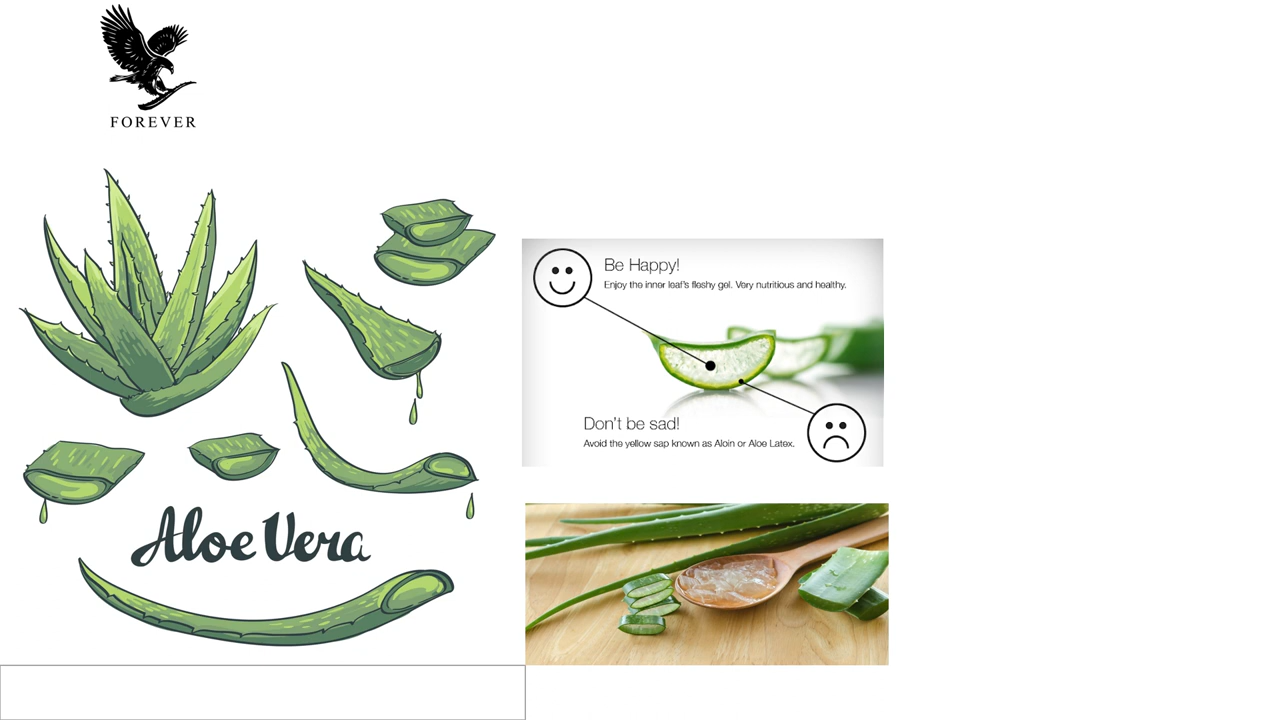 FOREVER
Be Happy!
Enjoy the inner leaf's fleshy gel. Very nutritious and healthy.
Don't be sad!
Avoid the yellow sap known as Aloin or Aloe Latex.
Aloe Vera